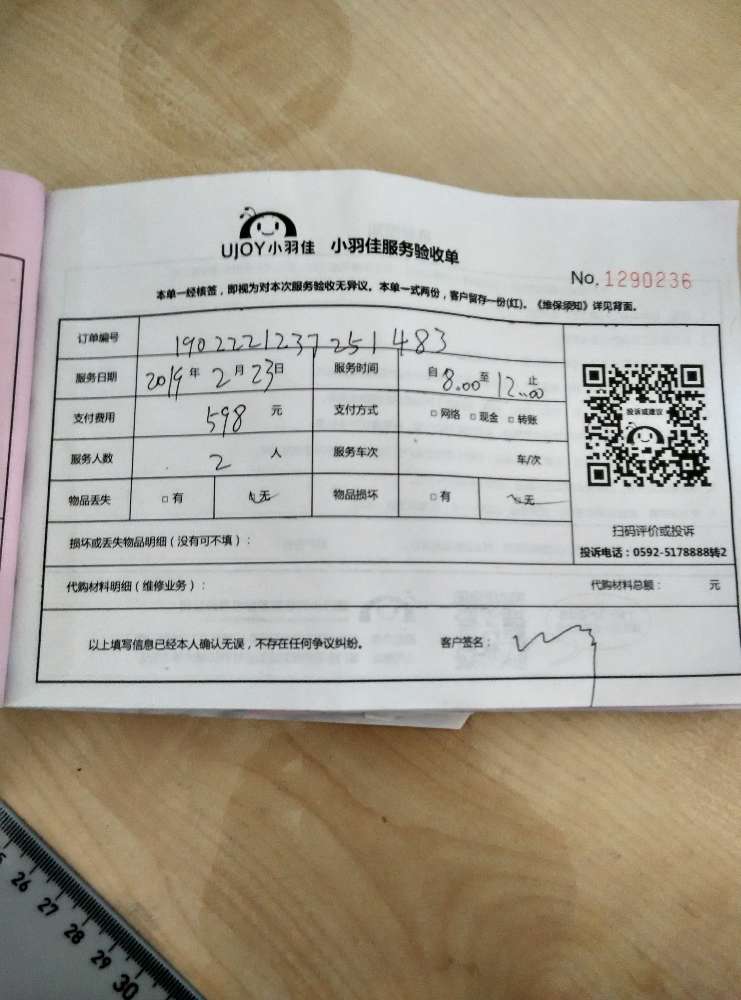 UJOY小羽佳 小羽佳服务验收单
No. 1290236
本单一经核签，即视为对本次服务验收无异议。本单一式两份，客户留存一份(红)。《维保须知》详见背面。
订单编号 1902221237251483
服务日期 2019年2月23日 服务时间 自8.00至12.00止
支付费用 598元 支付方式 □网络 □现金 □转账
服务人数 2人 服务车次 车/次
物品丢失 □有 无 物品损坏 □有 无
投诉或建议
扫码评价或投诉
投诉电话：0592-5178888转2
损坏或丢失物品明细（没有可不填）：
代购材料明细（维修业务）： 代购材料总额： 元
以上填写信息已经本人确认无误，不存在任何争议纠纷。 客户签名：
26 27 28 29 30